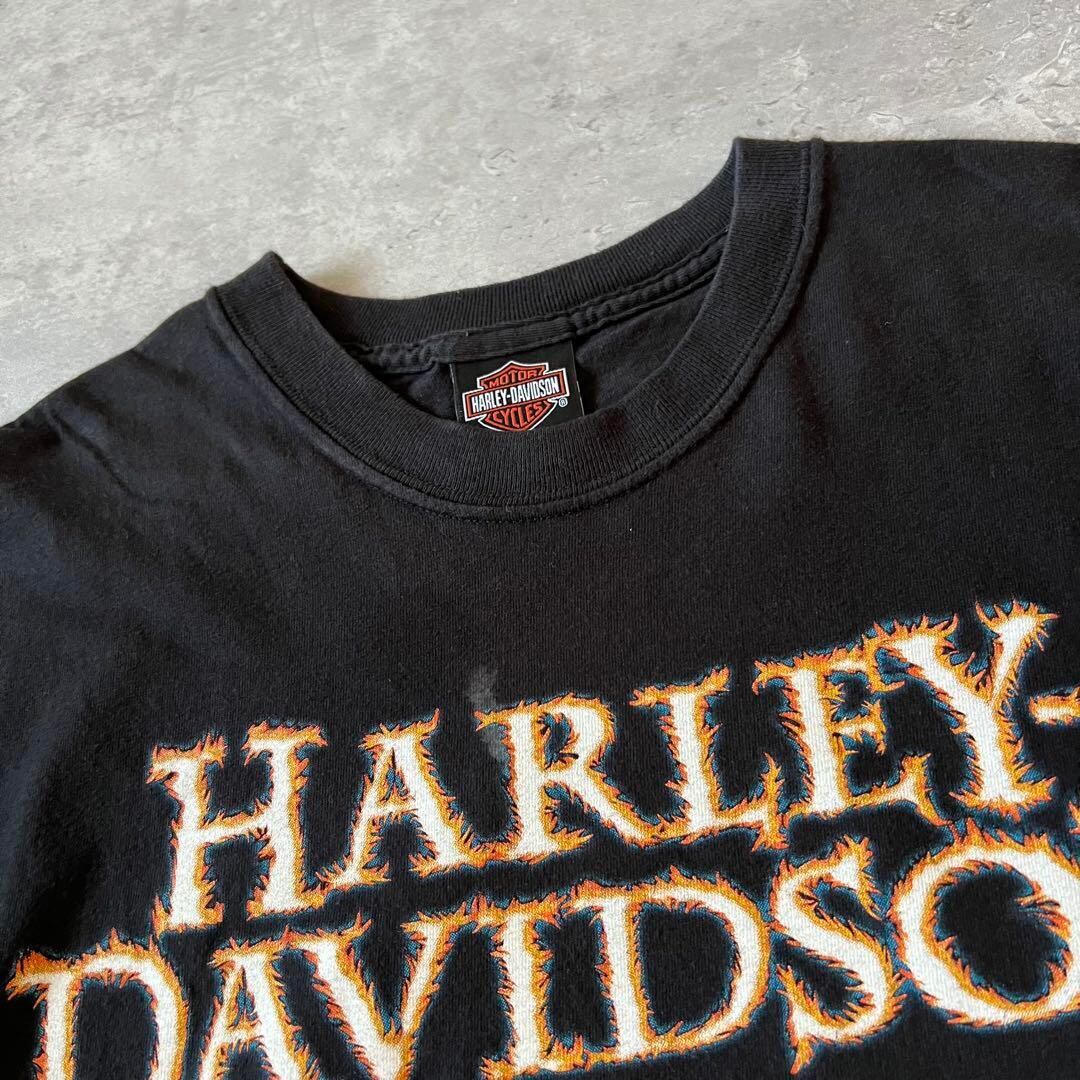 MOTOR
HARLEY-DAVIDSON
CYCLES
®
HARLEY-
DAVIDSO